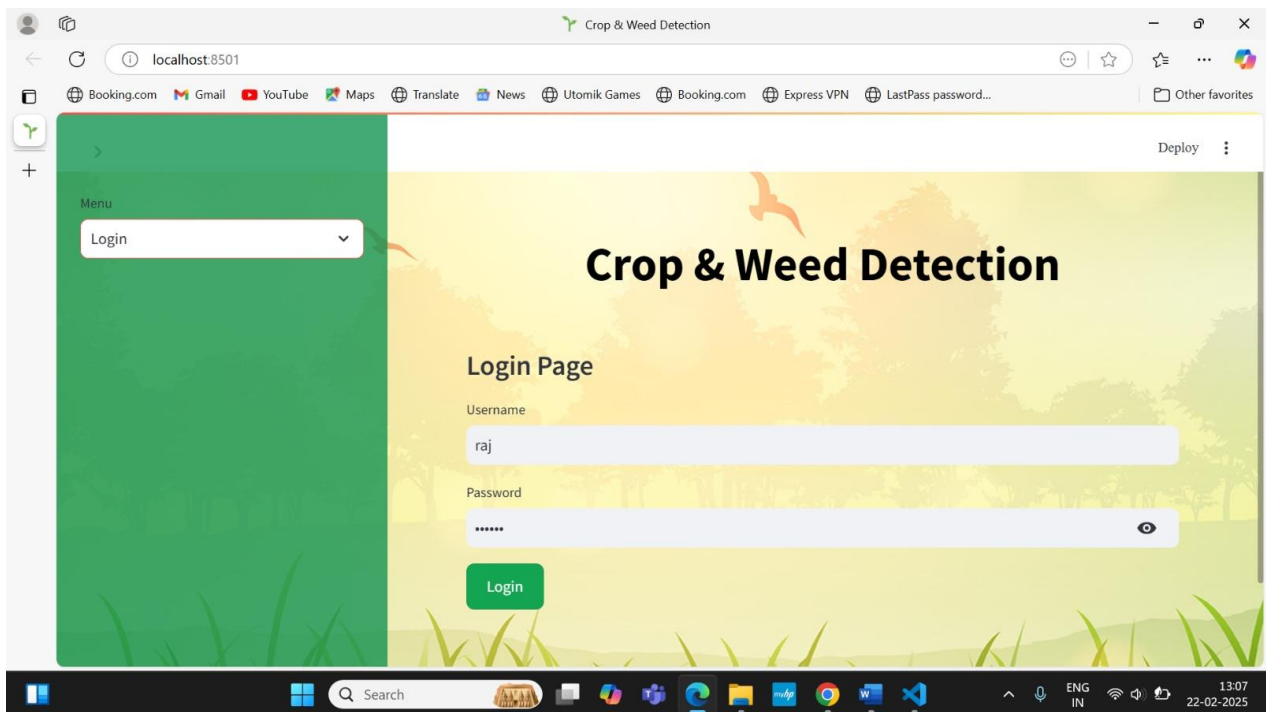 Crop & Weed Detection
localhost:8501
Booking.com Gmail YouTube Maps Translate News Utomik Games Booking.com Express VPN LastPass password... Other favorites
Deploy
Menu
Login
Crop & Weed Detection
Login Page
Username
raj
Password
••••••
Login
Search
ENG
IN
13:07
22-02-2025